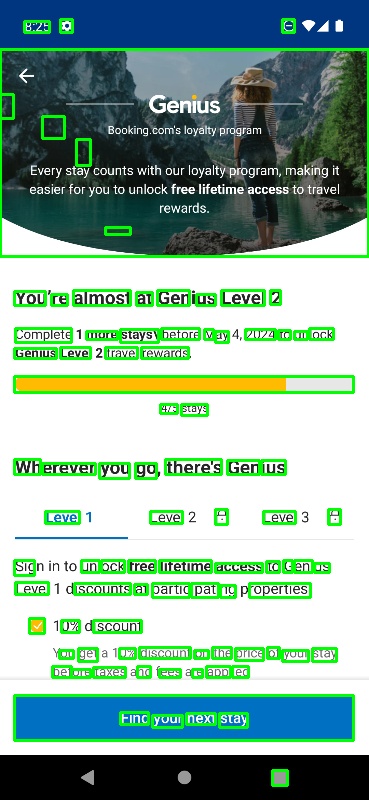 8:25
Genius
Booking.com's loyalty program
Every stay counts with our loyalty program, making it
easier for you to unlock free lifetime access to travel
rewards.
You're almost at Genius Level 2
Complete 1 more stays\ before May 4, 2024 to unlock
Genius Level 2 travel rewards.
4/5 stays
Wherever you go, there's Genius
Level 1 Level 2 Level 3
Sign in to unlock free lifetime access to Genius
Level 1 discounts at participating properties
10% discount
You get a 10% discount on the price of your stay
before taxes and fees are applied
Find your next stay